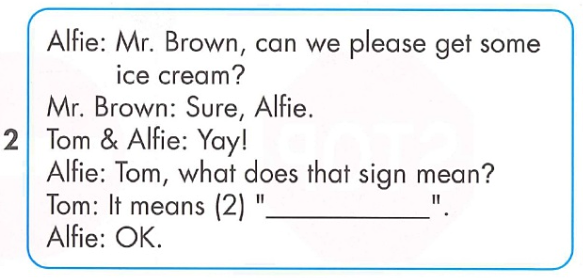 Alfie: Mr. Brown, can we please get some
ice cream?
Mr. Brown: Sure, Alfie.
2 Tom & Alfie: Yay!
Alfie: Tom, what does that sign mean?
Tom: It means (2) "______________".
Alfie: OK.